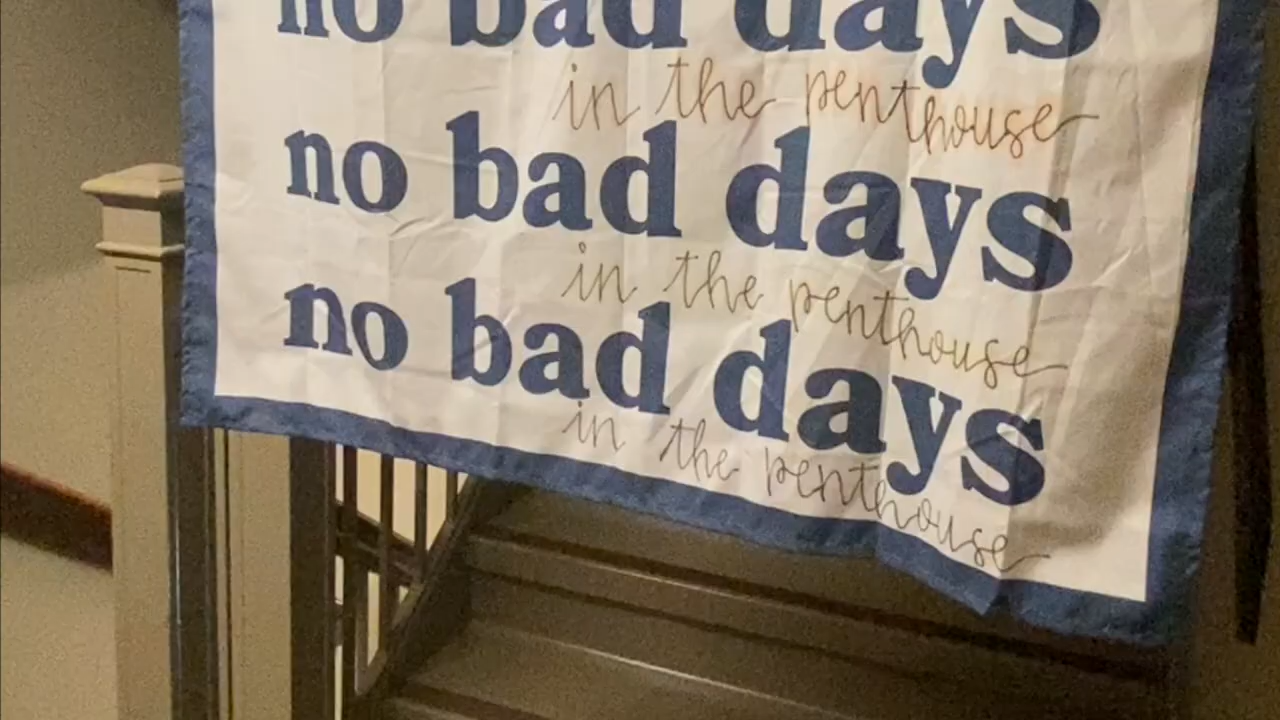 no bad days
in the penthouse
no bad days
in the penthouse
no bad days
in the penthouse